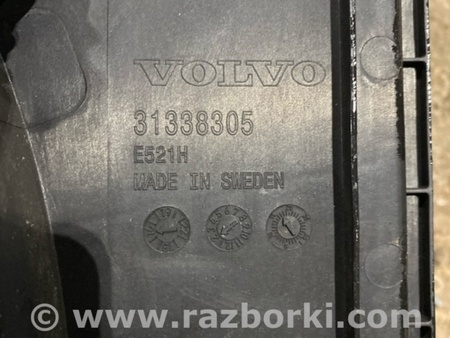 VOLVO
31338305
E521H
MADE IN SWEDEN
© www.razborki.com